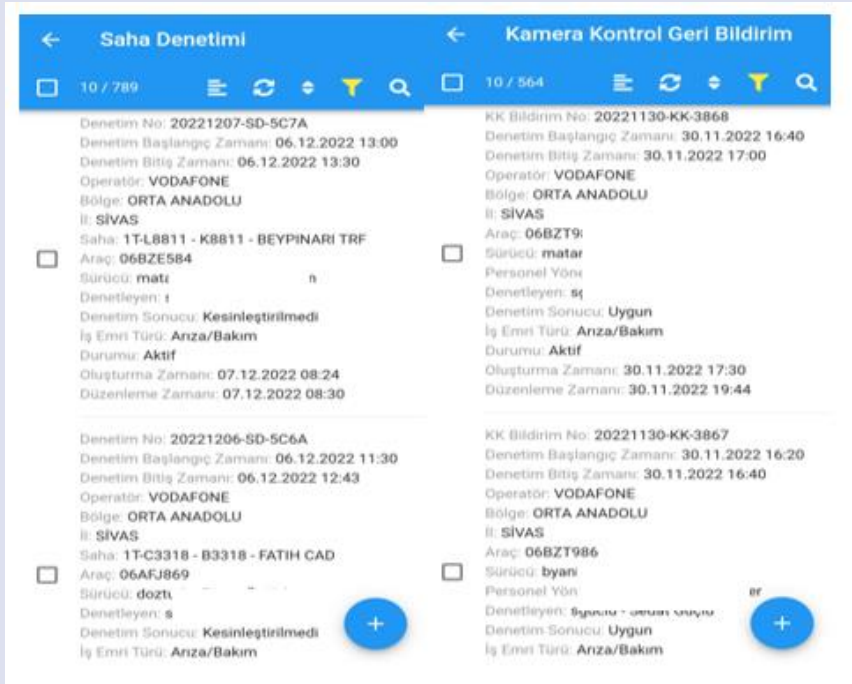 Saha Denetimi
10 / 789
Denetim No: 20221207-SD-5C7A
Denetim Başlangıç Zamanı: 06.12.2022 13:00
Denetim Bitiş Zamanı: 06.12.2022 13:30
Operatör: VODAFONE
Bölge: ORTA ANADOLU
İl: SİVAS
Saha: 1T-L8811 - K8811 - BEYPINARI TRF
Araç: 06BZE584
Sürücü: mata n
Denetleyen:
Denetim Sonucu: Kesinleştirilmedi
İş Emri Türü: Arıza/Bakım
Durumu: Aktif
Oluşturma Zamanı: 07.12.2022 08:24
Düzenleme Zamanı: 07.12.2022 08:30
Denetim No: 20221206-SD-5C6A
Denetim Başlangıç Zamanı: 06.12.2022 11:30
Denetim Bitiş Zamanı: 06.12.2022 12:43
Operatör: VODAFONE
Bölge: ORTA ANADOLU
İl: SİVAS
Saha: 1T-C3318 - B3318 - FATIH CAD
Araç: 06AFJ869
Sürücü: doztu
Denetleyen: s
Denetim Sonucu: Kesinleştirilmedi
İş Emri Türü: Arıza/Bakım
Kamera Kontrol Geri Bildirim
10 / 564
KK Bildirim No: 20221130-KK-3868
Denetim Başlangıç Zamanı: 30.11.2022 16:40
Denetim Bitiş Zamanı: 30.11.2022 17:00
Operatör: VODAFONE
Bölge: ORTA ANADOLU
İl: SİVAS
Araç: 06BZT9
Sürücü: matar
Personel Yöne
Denetleyen: sg
Denetim Sonucu: Uygun
İş Emri Türü: Arıza/Bakım
Durumu: Aktif
Oluşturma Zamanı: 30.11.2022 17:30
Düzenleme Zamanı: 30.11.2022 19:44
KK Bildirim No: 20221130-KK-3867
Denetim Başlangıç Zamanı: 30.11.2022 16:20
Denetim Bitiş Zamanı: 30.11.2022 16:40
Operatör: VODAFONE
Bölge: ORTA ANADOLU
İl: SİVAS
Araç: 06BZT986
Sürücü: byani
Personel Yön er
Denetleyen:
Denetim Sonucu: Uygun
İş Emri Türü: Arıza/Bakım